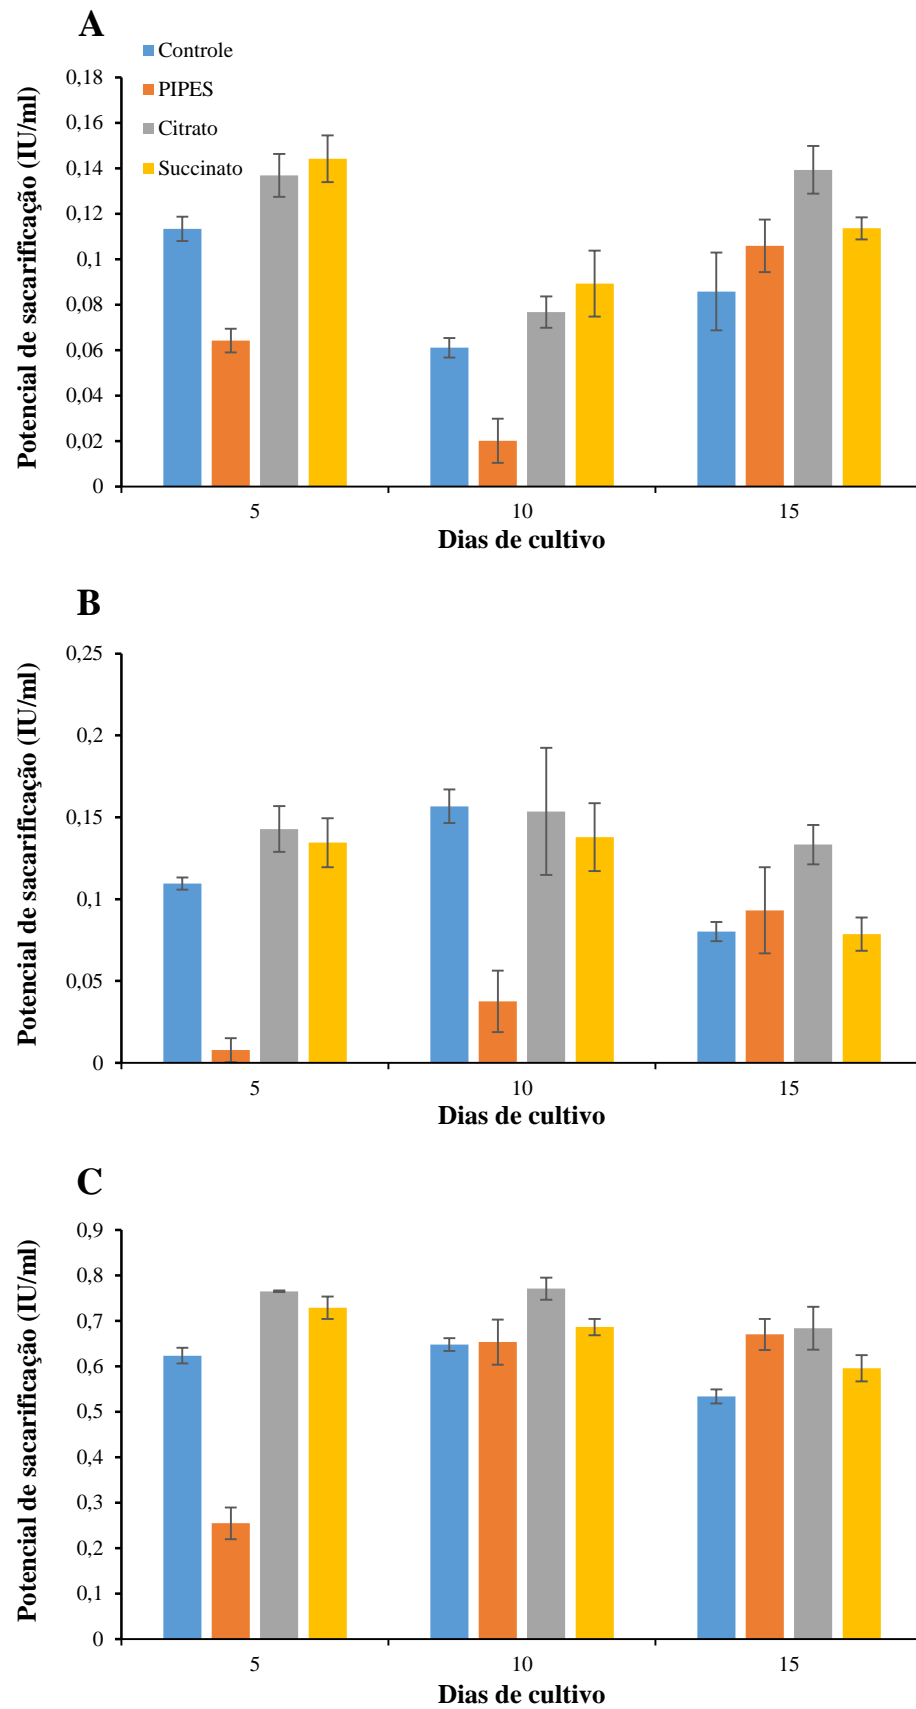 A
Controle
PIPES
Citrato
Succinato
Potencial de sacarificação (IU/ml)
0,18
0,16
0,14
0,12
0,1
0,08
0,06
0,04
0,02
0
5 10 15
Dias de cultivo
B
Potencial de sacarificação (IU/ml)
0,25
0,2
0,15
0,1
0,05
0
5 10 15
Dias de cultivo
C
Potencial de sacarificação (IU/ml)
0,9
0,8
0,7
0,6
0,5
0,4
0,3
0,2
0,1
0
5 10 15
Dias de cultivo